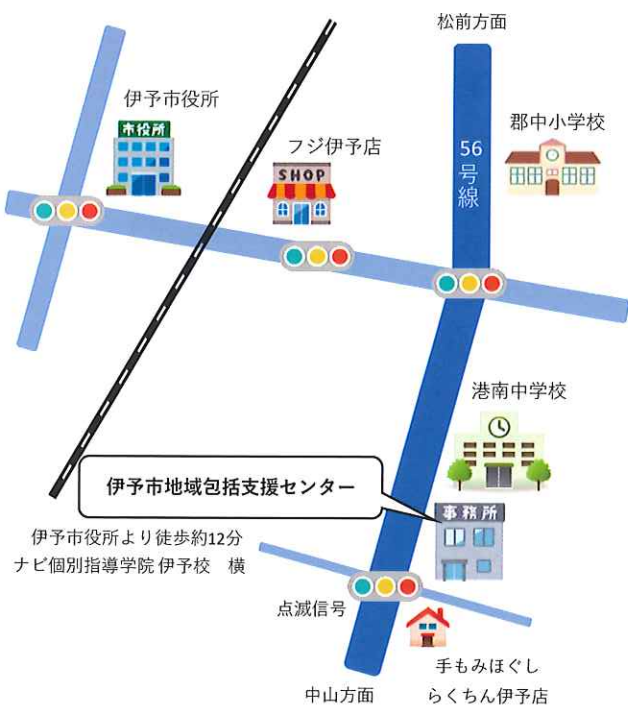 松前方面
伊予市役所
市役所
フジ伊予店
SHOP
56号線
郡中小学校
港南中学校
伊予市地域包括支援センター
事務所
伊予市役所より徒歩約12分
ナビ個別指導学院 伊予校　横
点滅信号
手もみほぐし
らくちん伊予店
中山方面